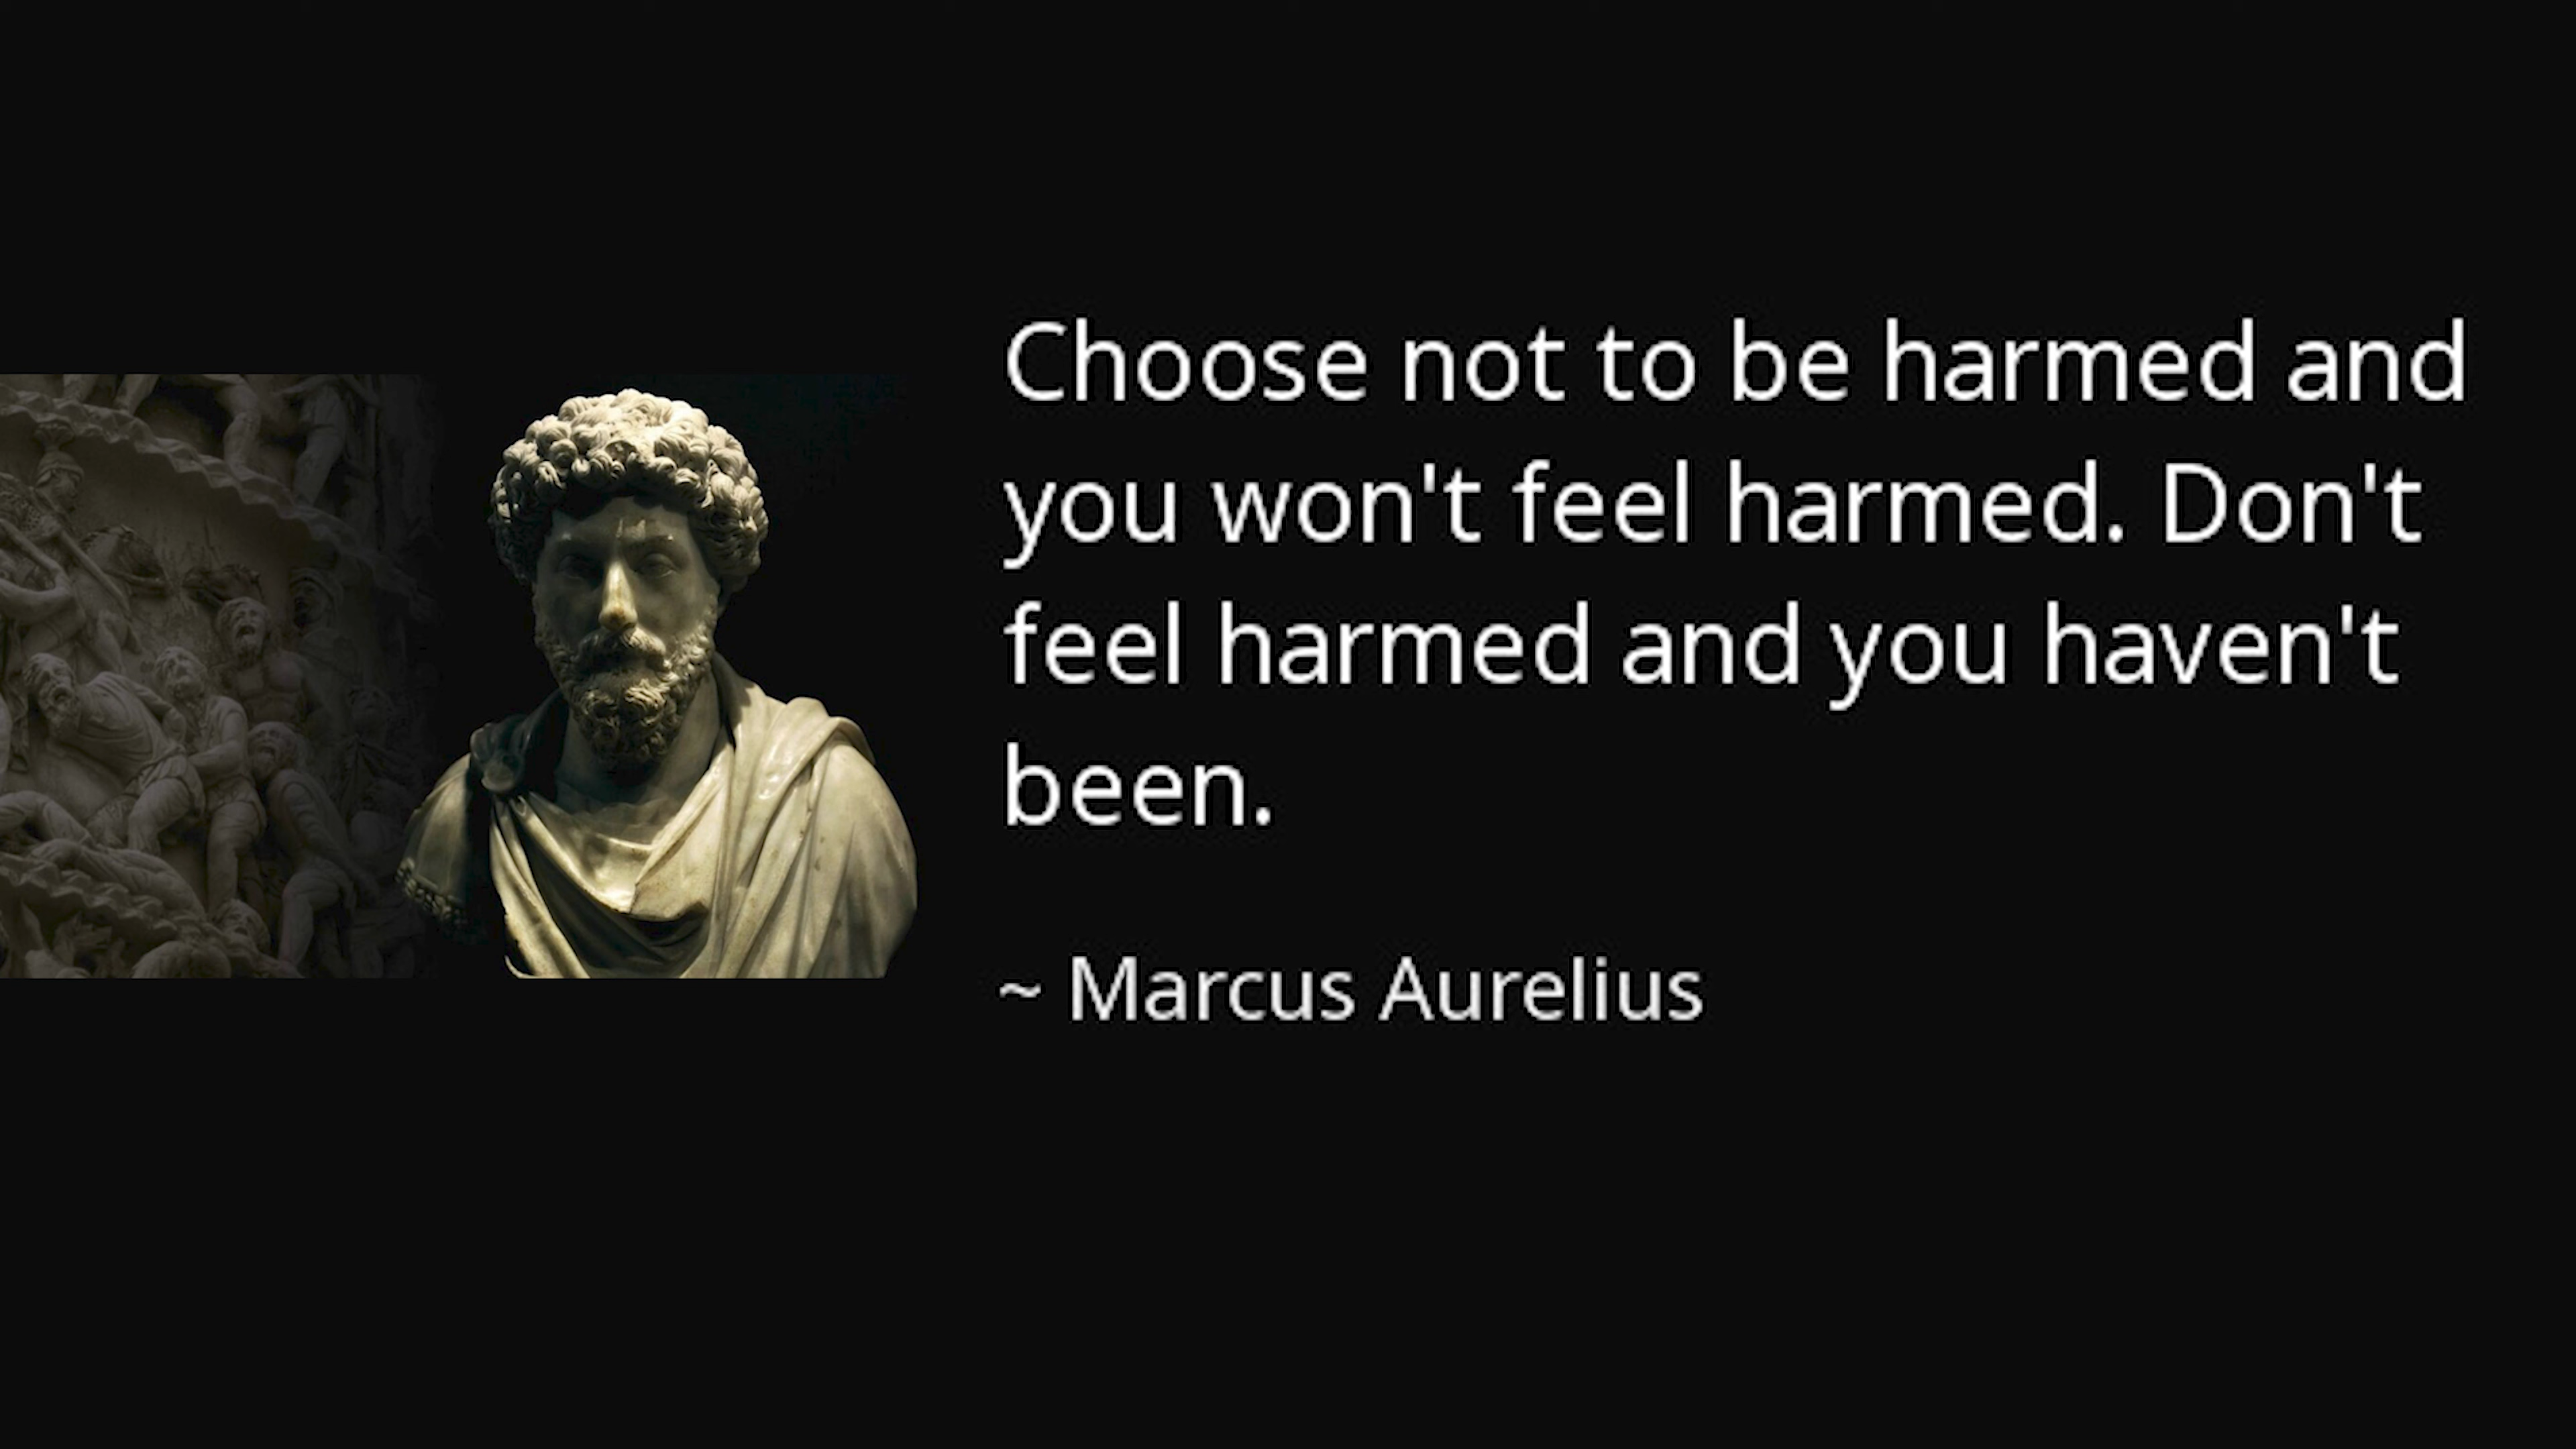 Choose not to be harmed and
you won't feel harmed. Don't
feel harmed and you haven't
been.
~ Marcus Aurelius